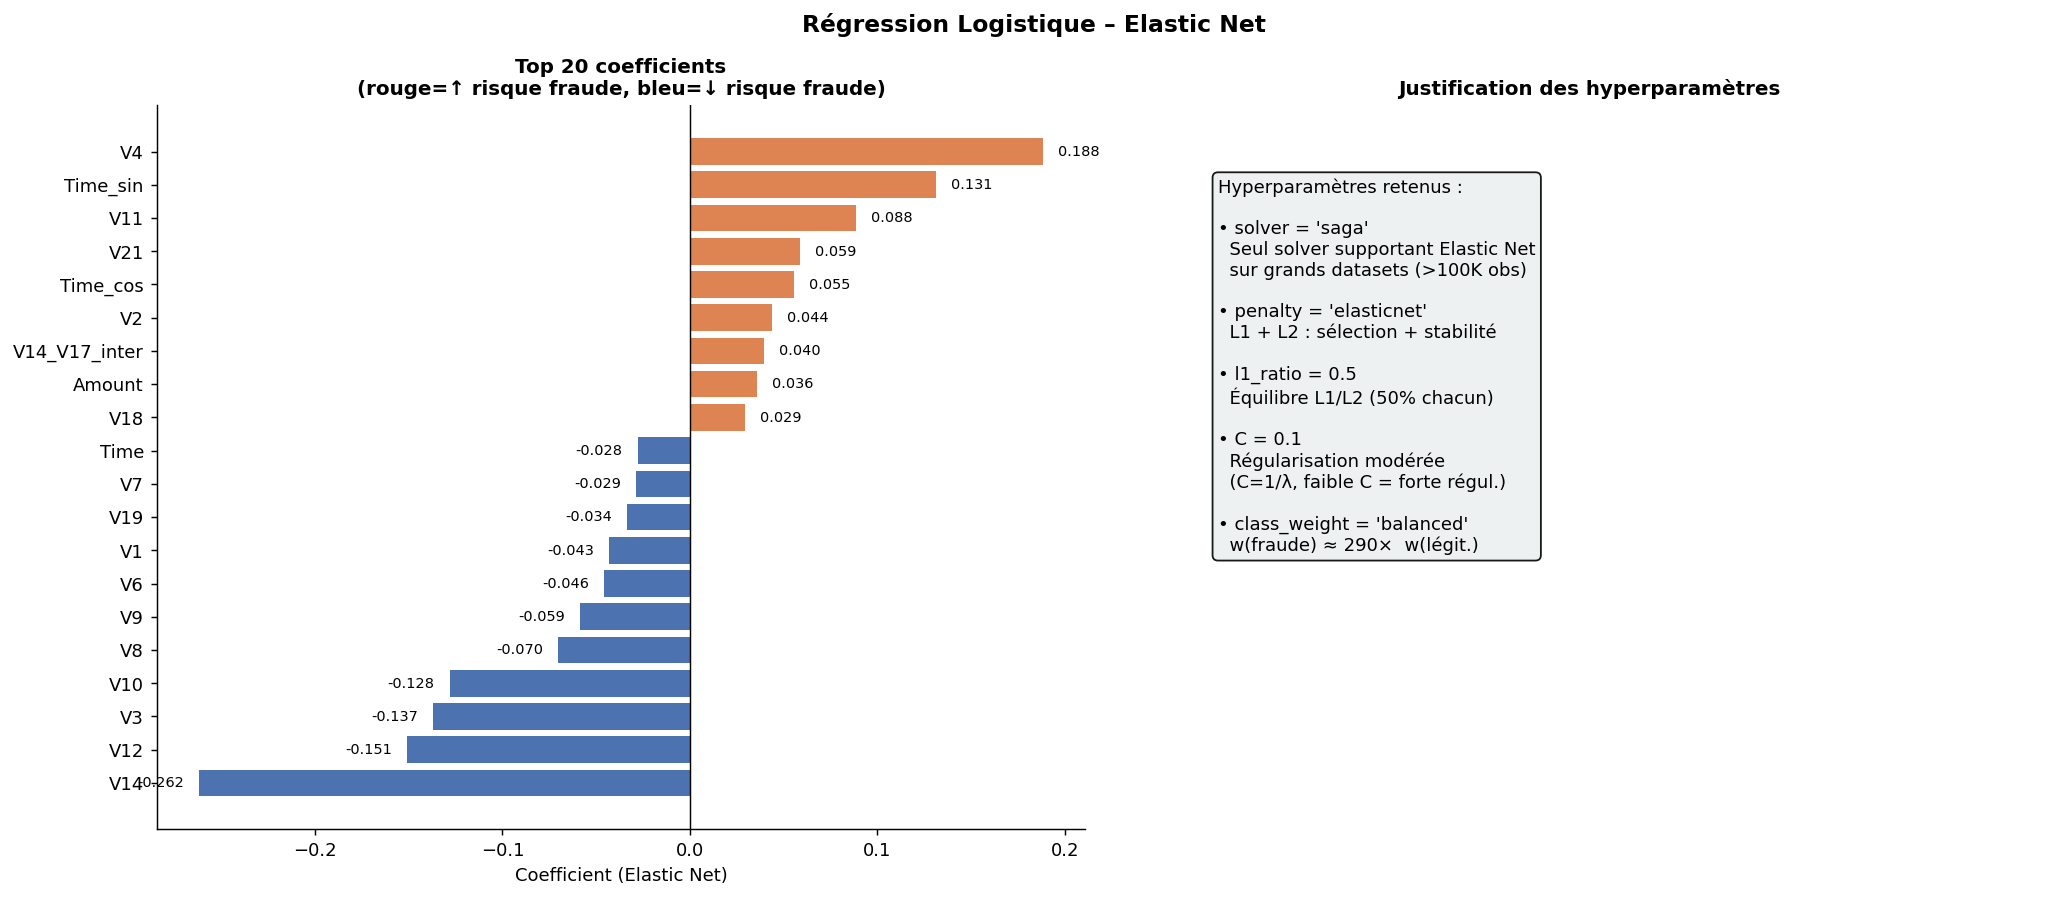 Régression Logistique – Elastic Net
Top 20 coefficients
(rouge=↑ risque fraude, bleu=↓ risque fraude)
V4 0.188
Time_sin 0.131
V11 0.088
V21 0.059
Time_cos 0.055
V2 0.044
V14_V17_inter 0.040
Amount 0.036
V18 0.029
Time -0.028
V7 -0.029
V19 -0.034
V1 -0.043
V6 -0.046
V9 -0.059
V8 -0.070
V10 -0.128
V3 -0.137
V12 -0.151
V14 -0.262
−0.2 −0.1 0.0 0.1 0.2
Coefficient (Elastic Net)
Justification des hyperparamètres
Hyperparamètres retenus :
• solver = 'saga'
Seul solver supportant Elastic Net
sur grands datasets (>100K obs)
• penalty = 'elasticnet'
L1 + L2 : sélection + stabilité
• l1_ratio = 0.5
Équilibre L1/L2 (50% chacun)
• C = 0.1
Régularisation modérée
(C=1/λ, faible C = forte régul.)
• class_weight = 'balanced'
w(fraude) ≈ 290× w(légit.)